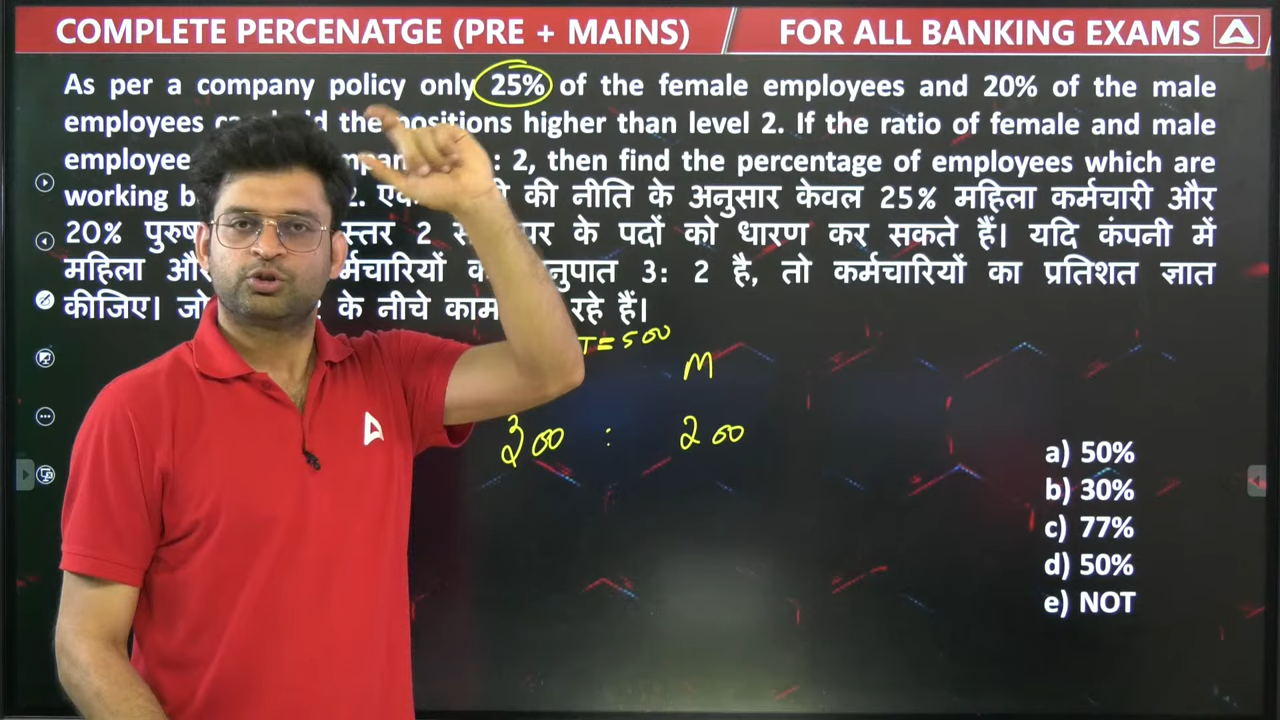 COMPLETE PERCENATGE (PRE + MAINS)
FOR ALL BANKING EXAMS
As per a company policy only 25% of the female employees and 20% of the male
employees the positions higher than level 2. If the ratio of female and male
: 2, then find the percentage of employees which are
working 2. की नीति के अनुसार केवल 25% महिला कर्मचारी और
20% स्तर 2 के पदों को धारण कर सकते हैं। यदि कंपनी में
महिला 3: 2 है, तो कर्मचारियों का प्रतिशत ज्ञात
कीजिए। के नीचे काम रहे हैं।
T = 500
M
300 : 200
a) 50%
b) 30%
c) 77%
d) 50%
e) NOT